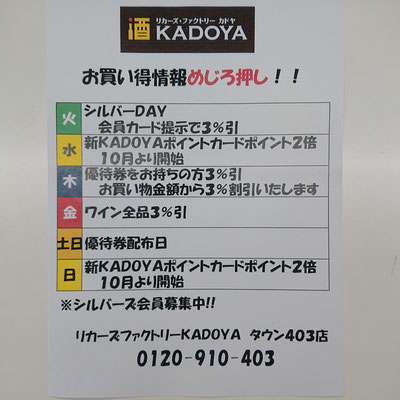 酒
リカーズ・ファクトリー カドヤ
KADOYA
お買い得情報めじろ押し！！
火 シルバーDAY
会員カード提示で3%引
水 新KADOYAポイントカードポイント2倍
10月より開始
木 優待券をお持ちの方3%引
お買い物金額から3%割引いたします
金 ワイン全品3%引
土日 優待券配布日
日 新KADOYAポイントカードポイント2倍
10月より開始
※シルバーズ会員募集中!!
リカーズファクトリーKADOYA タウン403店
0120-910-403